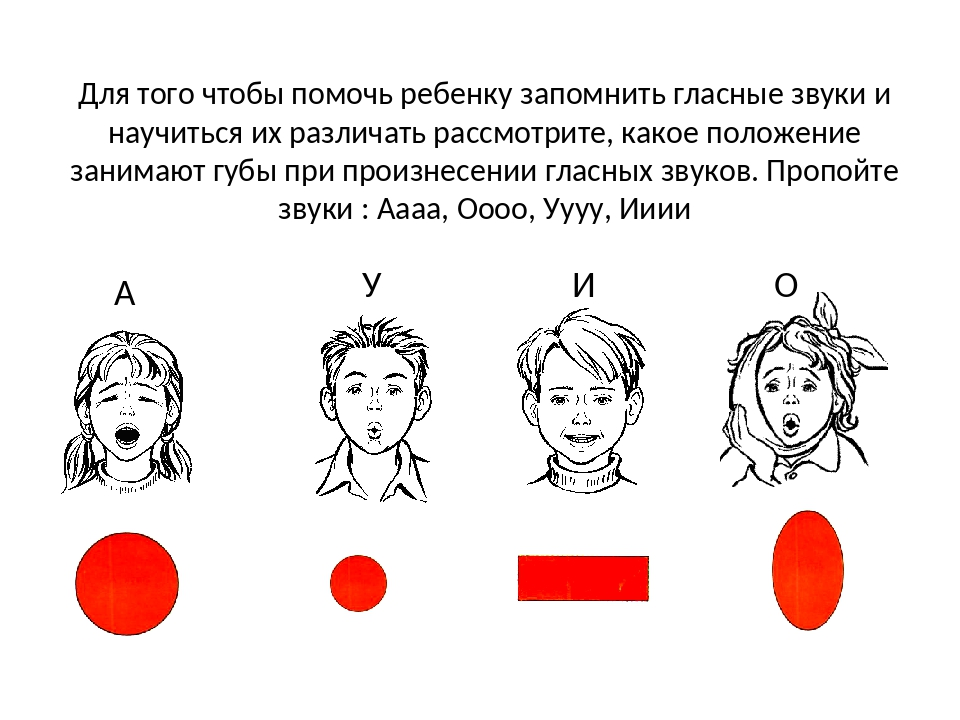 Для того чтобы помочь ребенку запомнить гласные звуки и
научиться их различать рассмотрите, какое положение
занимают губы при произнесении гласных звуков. Пропойте
звуки : Аааа, Оооо, Уууу, Ииии
А У И О